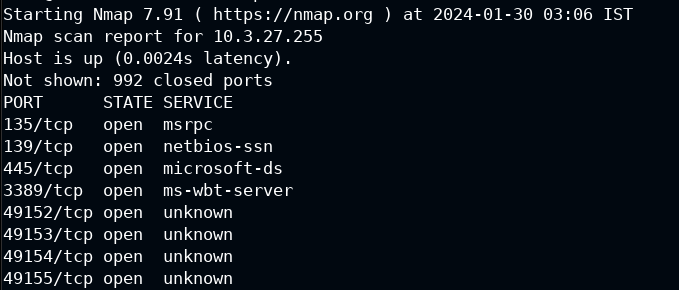 Starting Nmap 7.91 ( https://nmap.org ) at 2024-01-30 03:06 IST
Nmap scan report for 10.3.27.255
Host is up (0.0024s latency).
Not shown: 992 closed ports
PORT      STATE SERVICE
135/tcp   open  msrpc
139/tcp   open  netbios-ssn
445/tcp   open  microsoft-ds
3389/tcp  open  ms-wbt-server
49152/tcp open  unknown
49153/tcp open  unknown
49154/tcp open  unknown
49155/tcp open  unknown